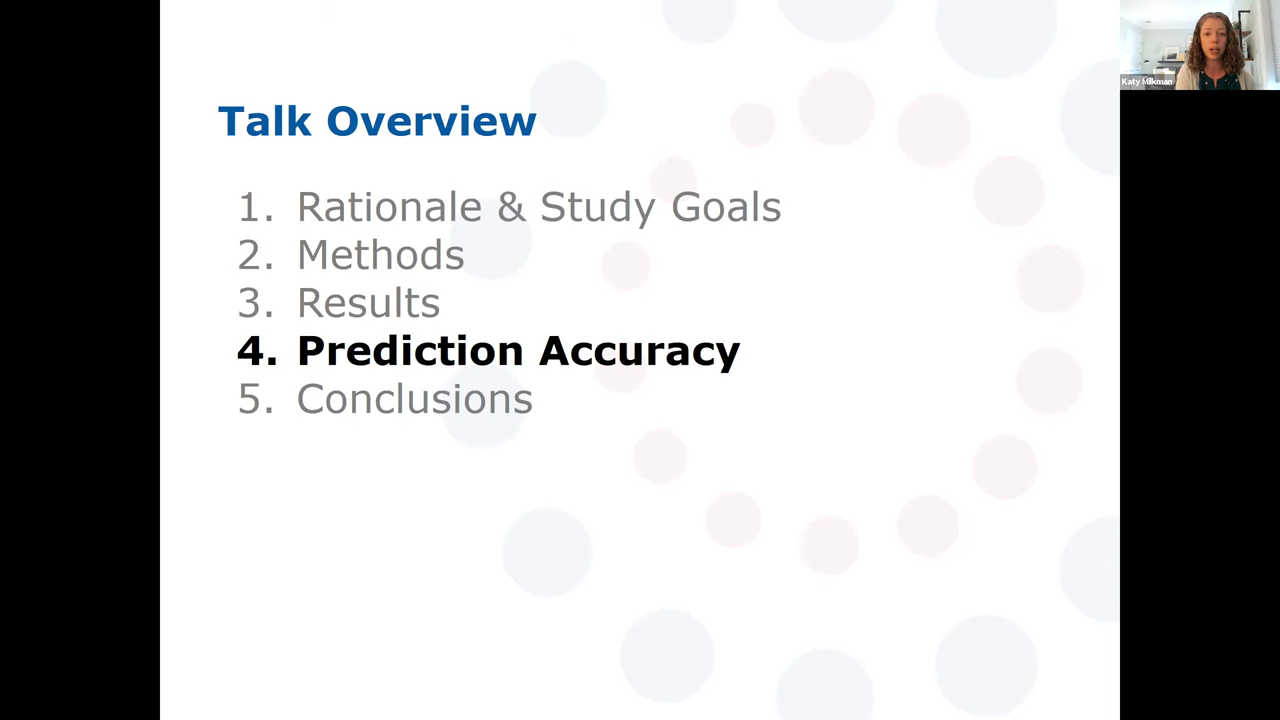 Talk Overview
1. Rationale & Study Goals
2. Methods
3. Results
4. Prediction Accuracy
5. Conclusions
Katy Milkman